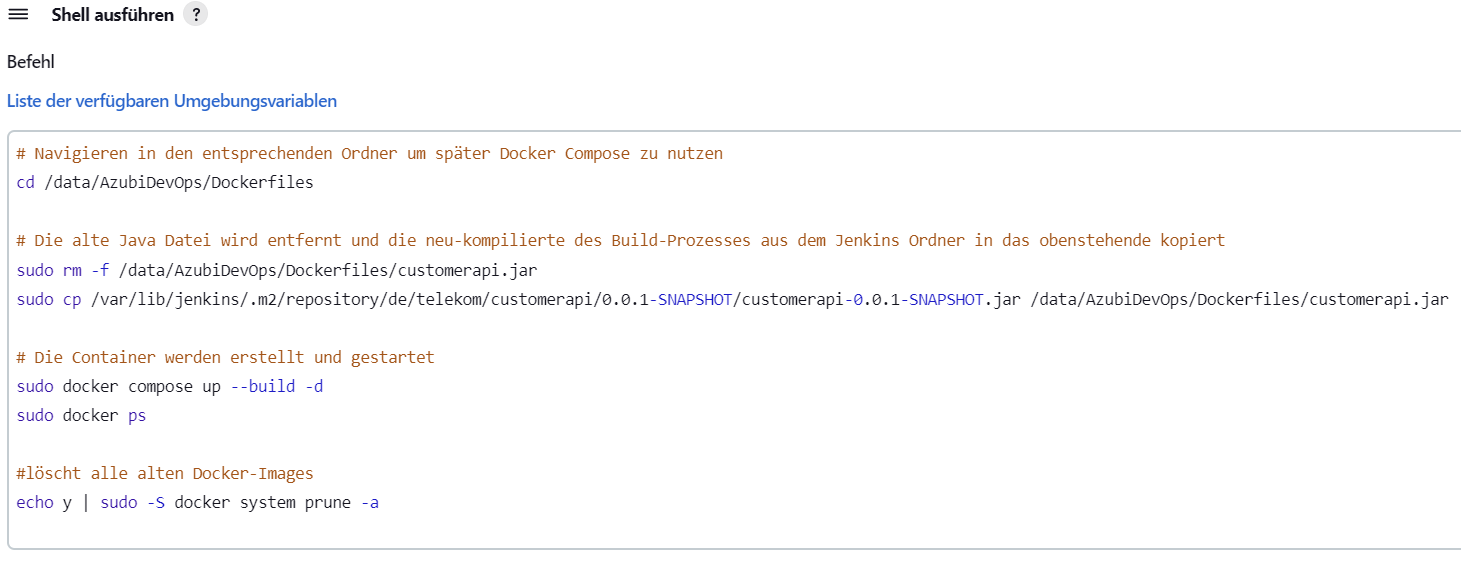 Shell ausführen ?
Befehl
Liste der verfügbaren Umgebungsvariablen
# Navigieren in den entsprechenden Ordner um später Docker Compose zu nutzen
cd /data/AzubiDevOps/Dockerfiles
# Die alte Java Datei wird entfernt und die neu-kompilierte des Build-Prozesses aus dem Jenkins Ordner in das obenstehende kopiert
sudo rm -f /data/AzubiDevOps/Dockerfiles/customerapi.jar
sudo cp /var/lib/jenkins/.m2/repository/de/telekom/customerapi/0.0.1-SNAPSHOT/customerapi-0.0.1-SNAPSHOT.jar /data/AzubiDevOps/Dockerfiles/customerapi.jar
# Die Container werden erstellt und gestartet
sudo docker compose up --build -d
sudo docker ps
#löscht alle alten Docker-Images
echo y | sudo -S docker system prune -a